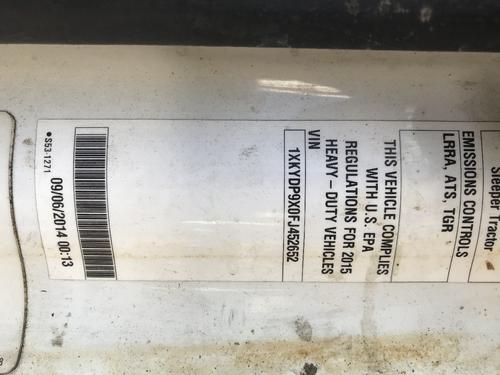 Sleeper Tractor
EMISSIONS CONTROLS
LRRA, ATS, TGR
THIS VEHICLE COMPLIES
WITH U.S. EPA
REGULATIONS FOR 2015
HEAVY-DUTY VEHICLES
VIN
1XKYDP9X0FJ452652
S53-1271
09/06/2014 00:13